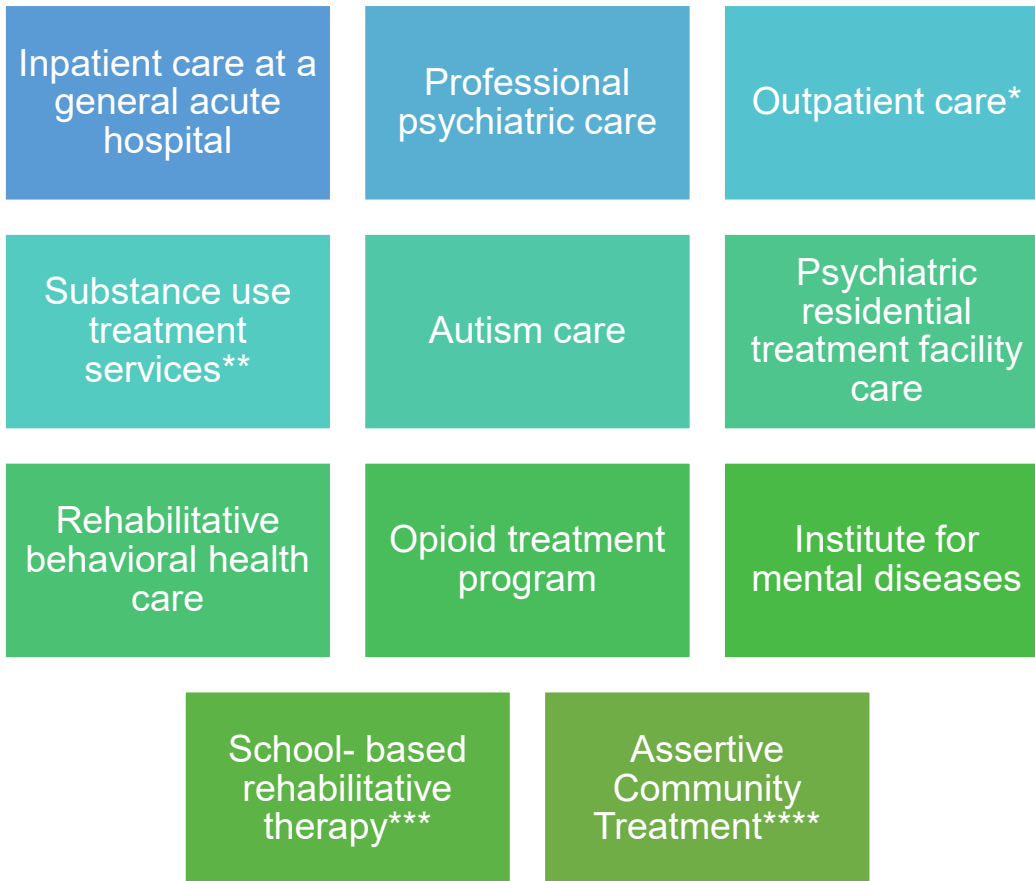 Inpatient care at a
general acute
hospital
Professional
psychiatric care
Outpatient care*
Substance use
treatment
services**
Autism care
Psychiatric
residential
treatment facility
care
Rehabilitative
behavioral health
care
Opioid treatment
program
Institute for
mental diseases
School- based
rehabilitative
therapy***
Assertive
Community
Treatment****